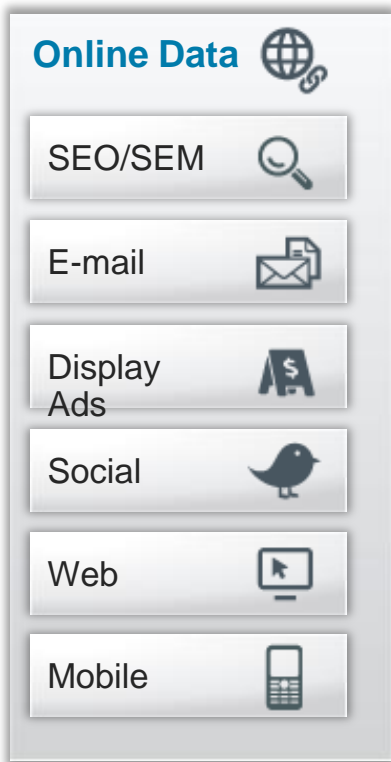 Online Data
SEO/SEM
E-mail
Display
Ads
$
Social
Web
Mobile